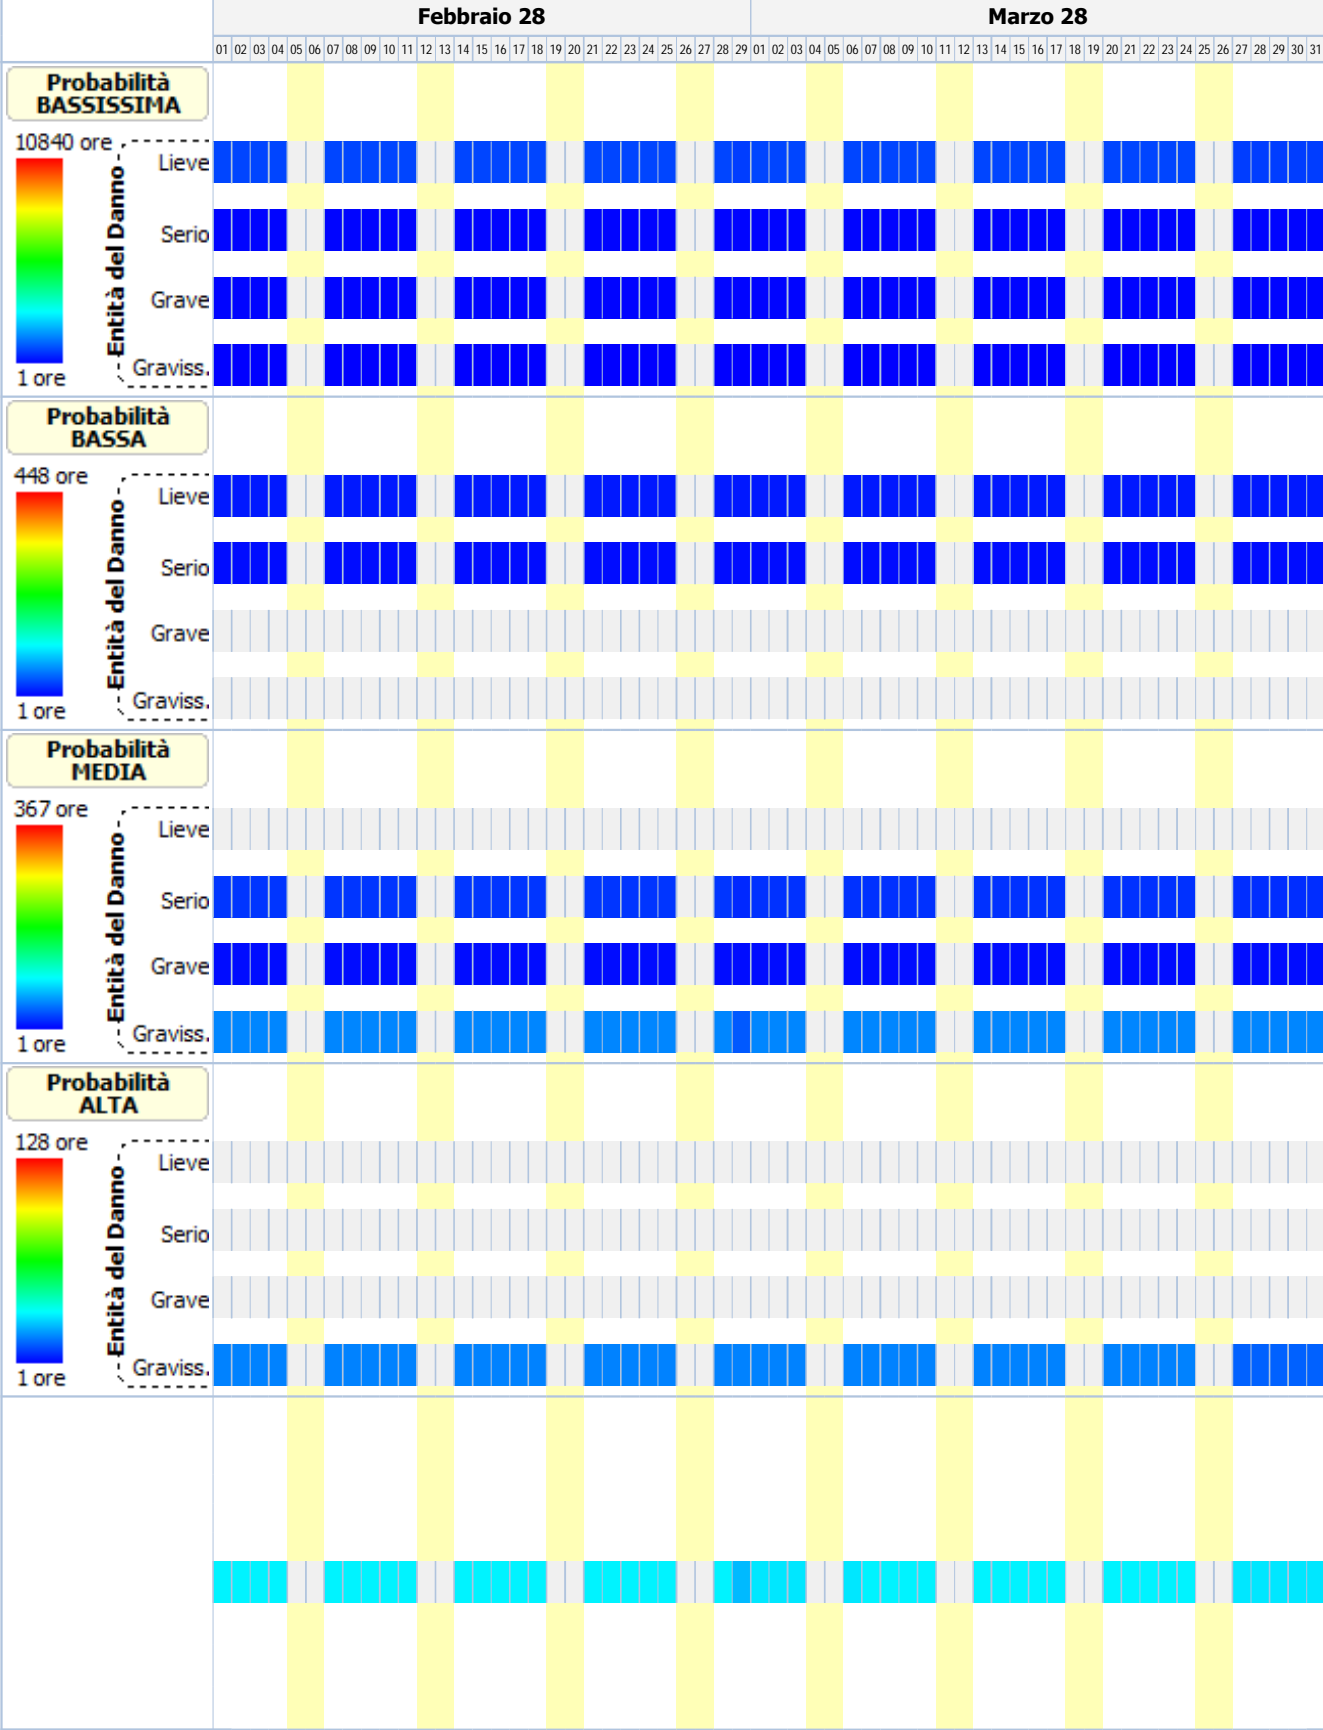 Febbraio 28 Marzo 28
01 02 03 04 05 06 07 08 09 10 11 12 13 14 15 16 17 18 19 20 21 22 23 24 25 26 27 28 29 01 02 03 04 05 06 07 08 09 10 11 12 13 14 15 16 17 18 19 20 21 22 23 24 25 26 27 28 29 30 31
Probabilità
BASSISSIMA
10840 ore
Entità del Danno
Lieve
Serio
Grave
Graviss.
1 ore
Probabilità
BASSA
448 ore
Entità del Danno
Lieve
Serio
Grave
Graviss.
1 ore
Probabilità
MEDIA
367 ore
Entità del Danno
Lieve
Serio
Grave
Graviss.
1 ore
Probabilità
ALTA
128 ore
Entità del Danno
Lieve
Serio
Grave
Graviss.
1 ore